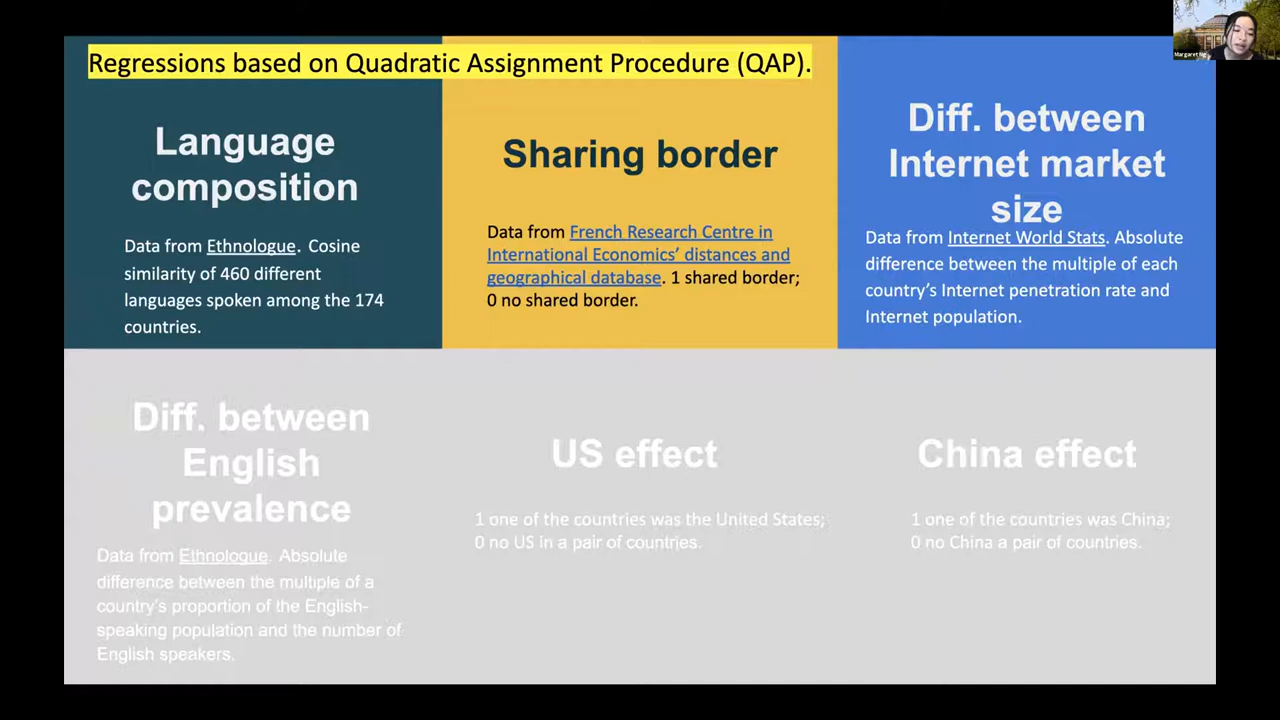 Regressions based on Quadratic Assignment Procedure (QAP).
Language
composition
Data from Ethnologue. Cosine
similarity of 460 different
languages spoken among the 174
countries.
Sharing border
Data from French Research Centre in
International Economics’ distances and
geographical database. 1 shared border;
0 no shared border.
Diff. between
Internet market
size
Data from Internet World Stats. Absolute
difference between the multiple of each
country’s Internet penetration rate and
Internet population.
Diff. between
English
prevalence
Data from Ethnologue. Absolute
difference between the multiple of a
country’s proportion of the English-
speaking population and the number of
English speakers.
US effect
1 one of the countries was the United States;
0 no US in a pair of countries.
China effect
1 one of the countries was China;
0 no China a pair of countries.
Margaret